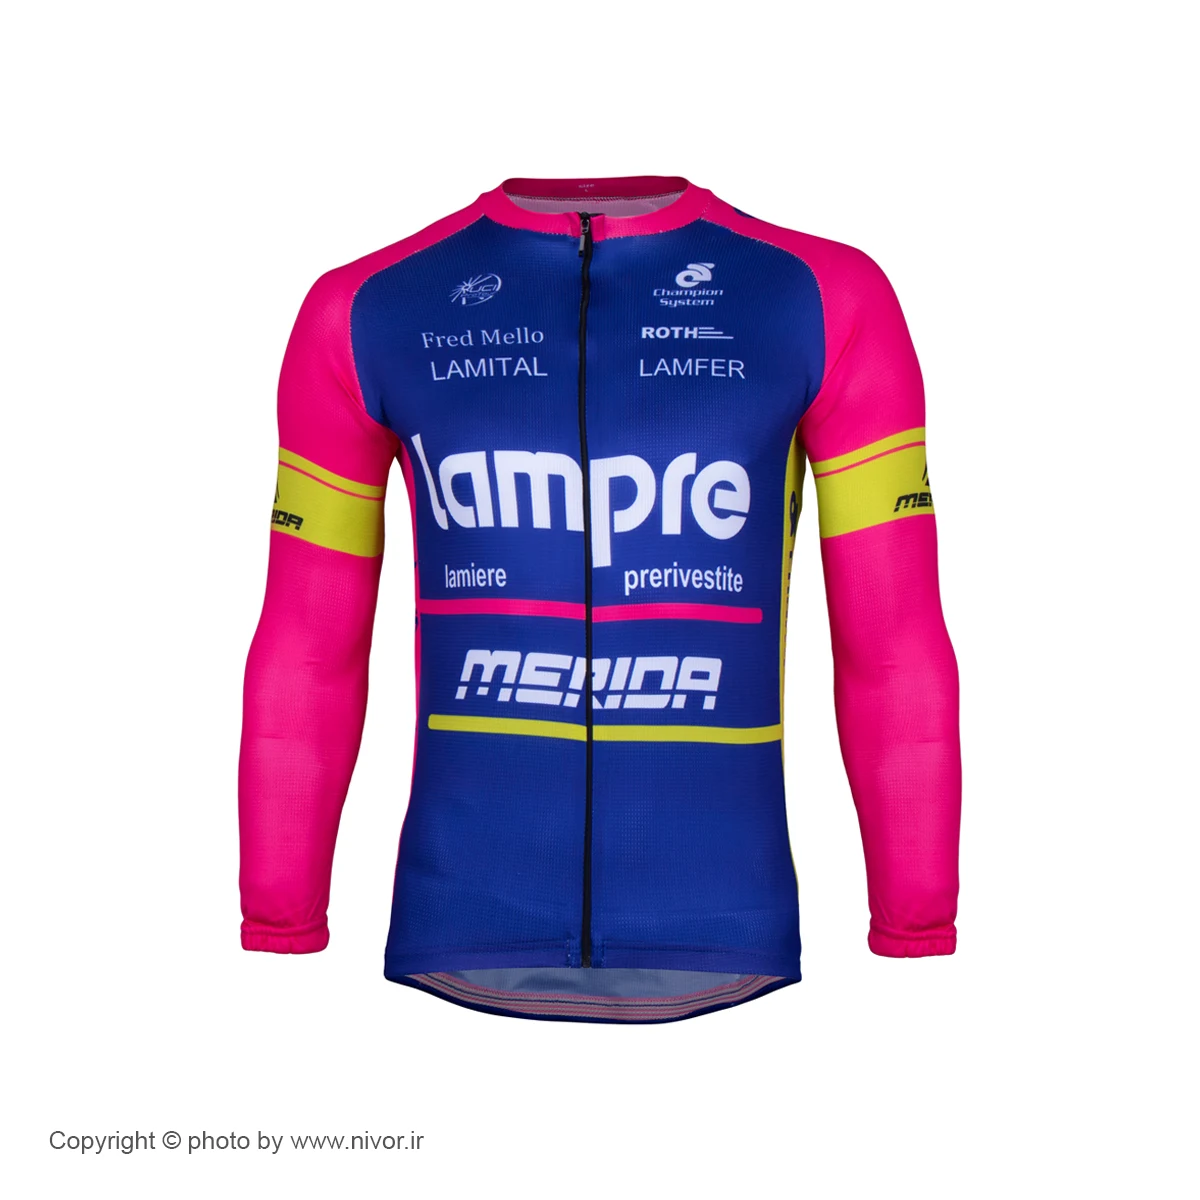 UCI
Champion
System
Fred Mello
ROTH
LAMITAL
LAMFER
lampre
lamiere
prerivestite
MERIDA
MERIDA
Copyright © photo by www.nivor.ir